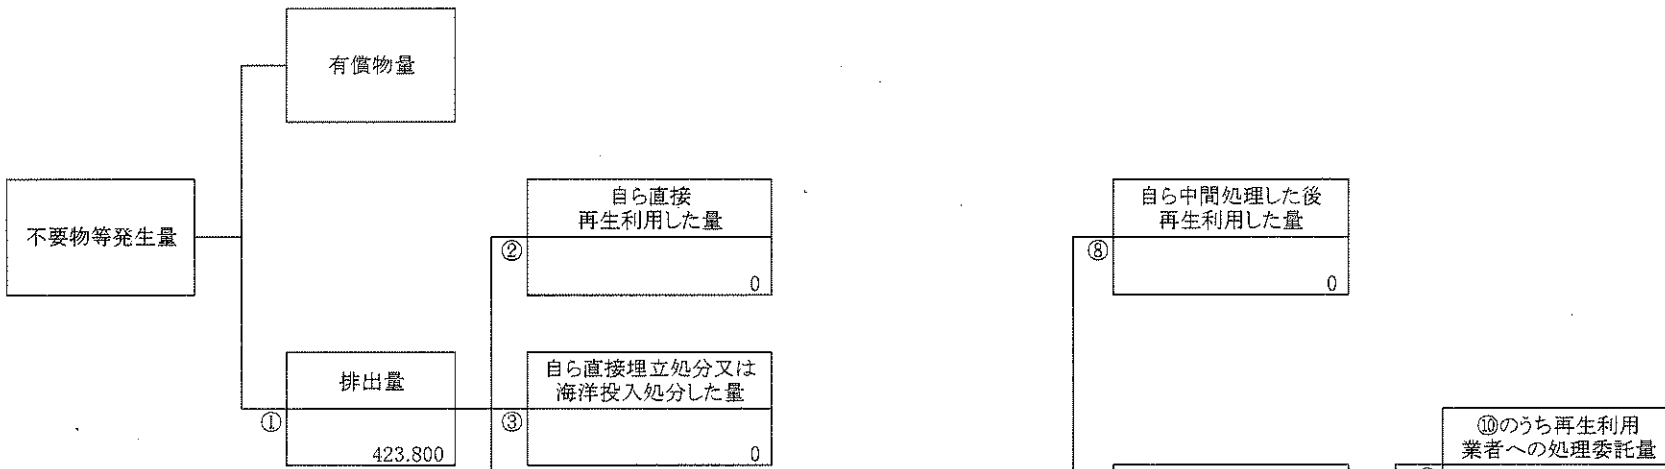 有償物量
不要物等発生量
自ら直接
再生利用した量
②
0
自ら中間処理した後
再生利用した量
⑧
0
排出量
①
423.800
自ら直接埋立処分又は
海洋投入処分した量
③
0
⑩のうち再生利用
業者への処理委託量